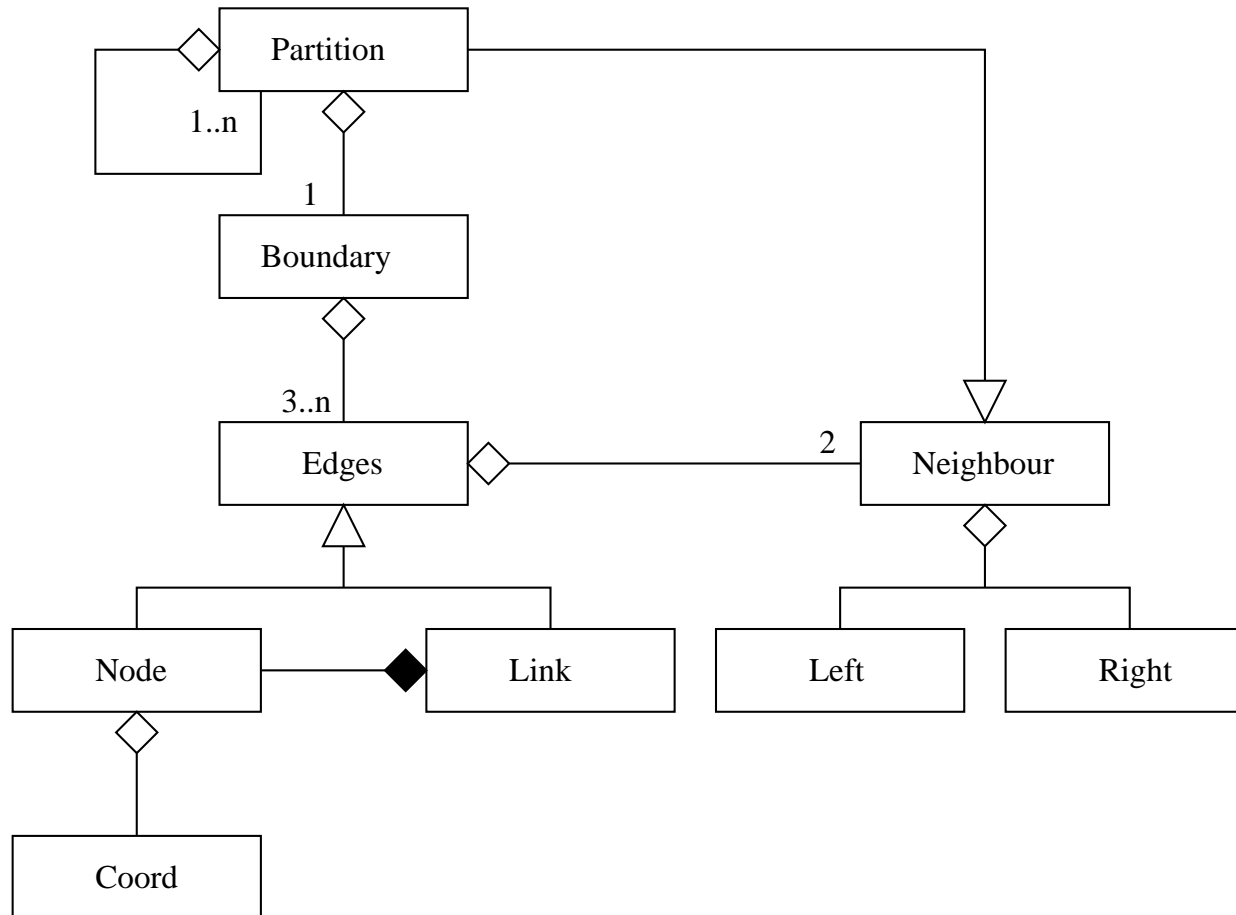 Partition
1..n
1
Boundary
3..n
Edges
2
Neighbour
Node
Link
Left
Right
Coord